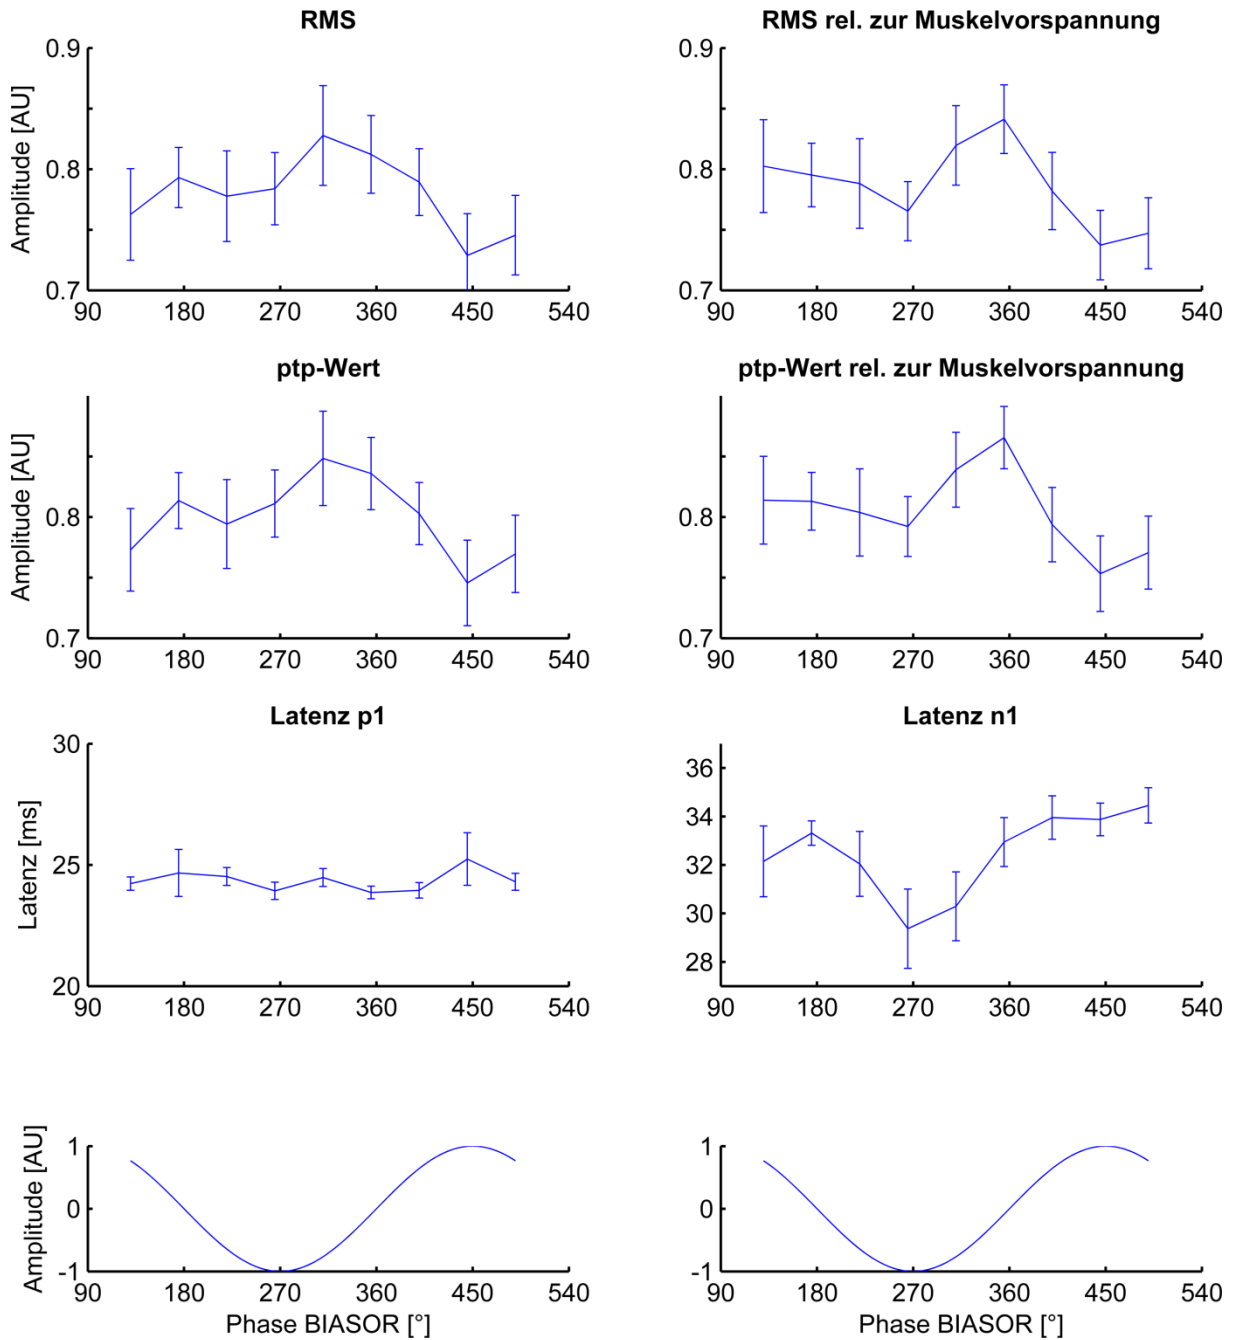 RMS
Amplitude [AU]
0.9
0.8
0.7
90 180 270 360 450 540
RMS rel. zur Muskelvorspannung
0.9
0.8
0.7
90 180 270 360 450 540
ptp-Wert
Amplitude [AU]
0.8
0.7
90 180 270 360 450 540
ptp-Wert rel. zur Muskelvorspannung
0.8
0.7
90 180 270 360 450 540
Latenz p1
Latenz [ms]
30
25
20
90 180 270 360 450 540
Latenz n1
36
34
32
30
28
90 180 270 360 450 540
Amplitude [AU]
1
0
-1
90 180 270 360 450 540
Phase BIASOR [°]
1
0
-1
90 180 270 360 450 540
Phase BIASOR [°]